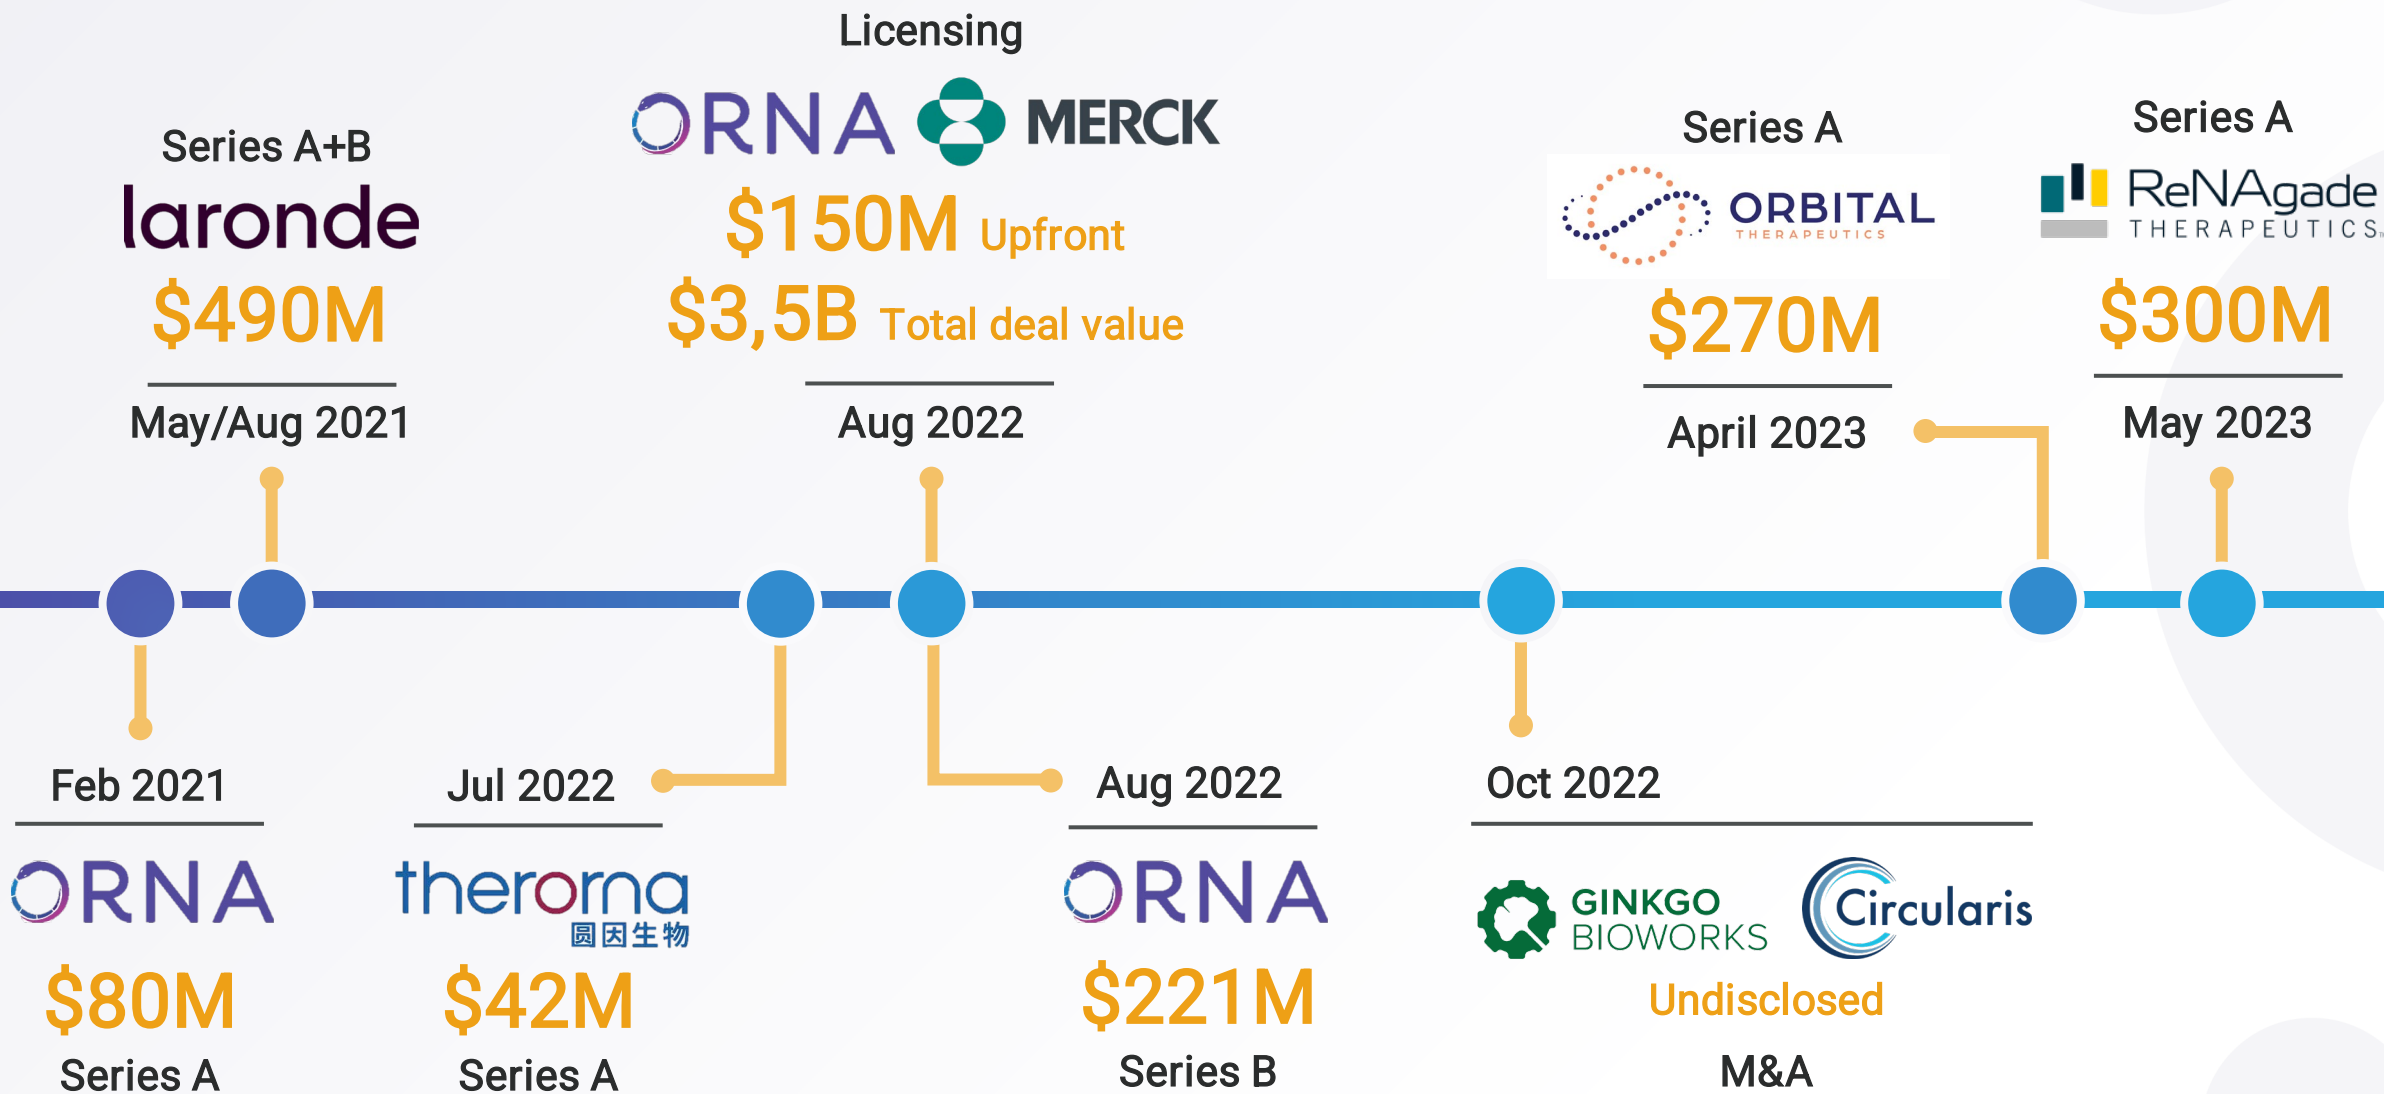 Licensing
ORNA MERCK
$150M Upfront
$3,5B Total deal value
Aug 2022
Series A+B
laronde
$490M
May/Aug 2021
Series A
ORBITAL
THERAPEUTICS
$270M
April 2023
Series A
ReNAgade
THERAPEUTICS
$300M
May 2023
Feb 2021
ORNA
$80M
Series A
Jul 2022
therorna
圆因生物
$42M
Series A
Aug 2022
ORNA
$221M
Series B
Oct 2022
GINKGO
BIOWORKS
Circularis
Undisclosed
M&A